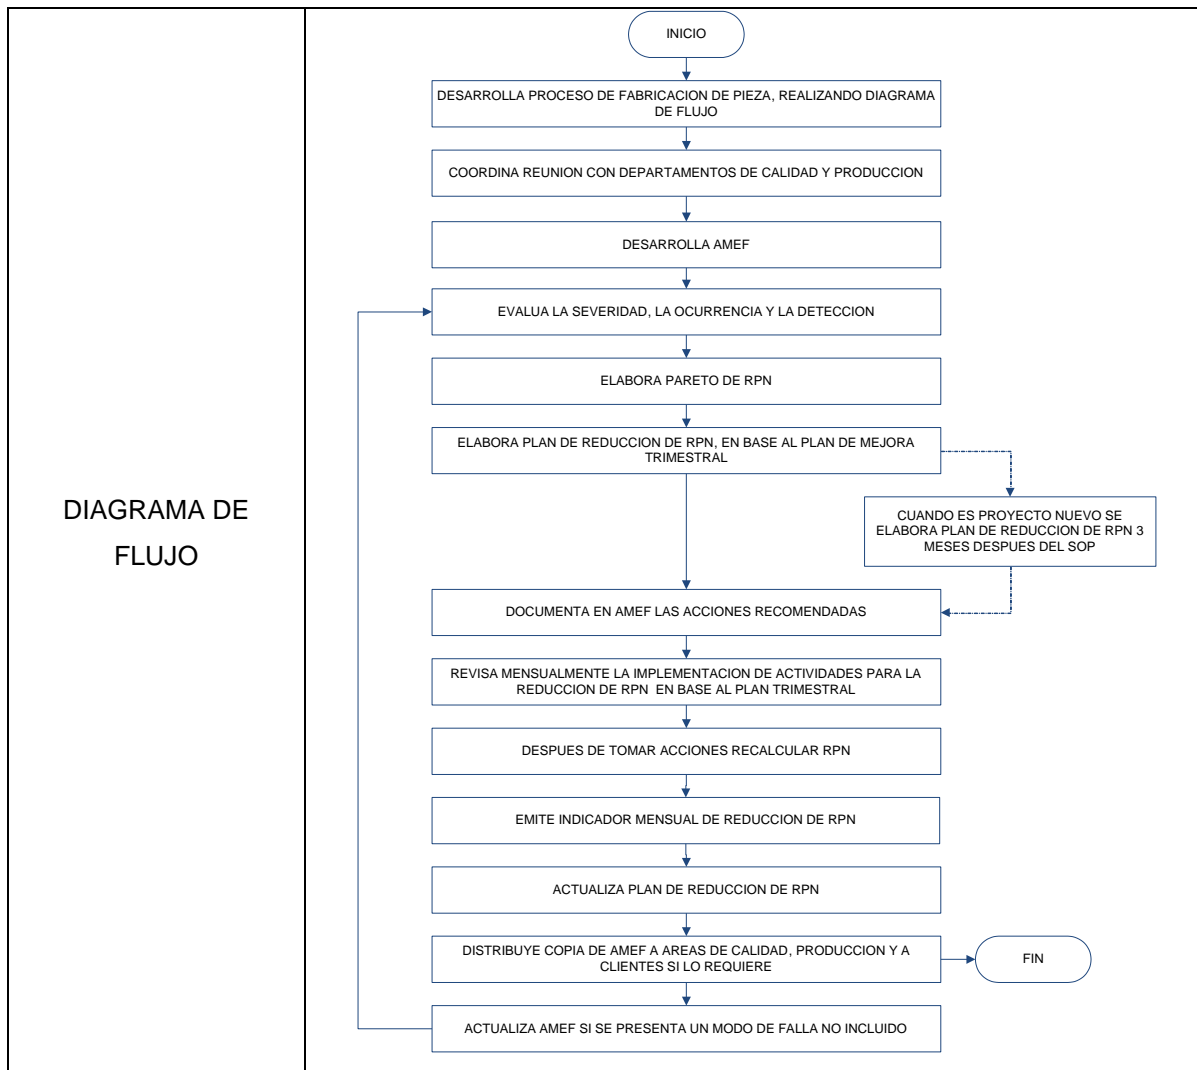 DIAGRAMA DE
FLUJO
INICIO
DESARROLLA PROCESO DE FABRICACION DE PIEZA, REALIZANDO DIAGRAMA
DE FLUJO
COORDINA REUNION CON DEPARTAMENTOS DE CALIDAD Y PRODUCCION
DESARROLLA AMEF
EVALUA LA SEVERIDAD, LA OCURRENCIA Y LA DETECCION
ELABORA PARETO DE RPN
ELABORA PLAN DE REDUCCION DE RPN, EN BASE AL PLAN DE MEJORA
TRIMESTRAL
CUANDO ES PROYECTO NUEVO SE
ELABORA PLAN DE REDUCCION DE RPN 3
MESES DESPUES DEL SOP
DOCUMENTA EN AMEF LAS ACCIONES RECOMENDADAS
REVISA MENSUALMENTE LA IMPLEMENTACION DE ACTIVIDADES PARA LA
REDUCCION DE RPN EN BASE AL PLAN TRIMESTRAL
DESPUES DE TOMAR ACCIONES RECALCULAR RPN
EMITE INDICADOR MENSUAL DE REDUCCION DE RPN
ACTUALIZA PLAN DE REDUCCION DE RPN
DISTRIBUYE COPIA DE AMEF A AREAS DE CALIDAD, PRODUCCION Y A
CLIENTES SI LO REQUIERE
FIN
ACTUALIZA AMEF SI SE PRESENTA UN MODO DE FALLA NO INCLUIDO